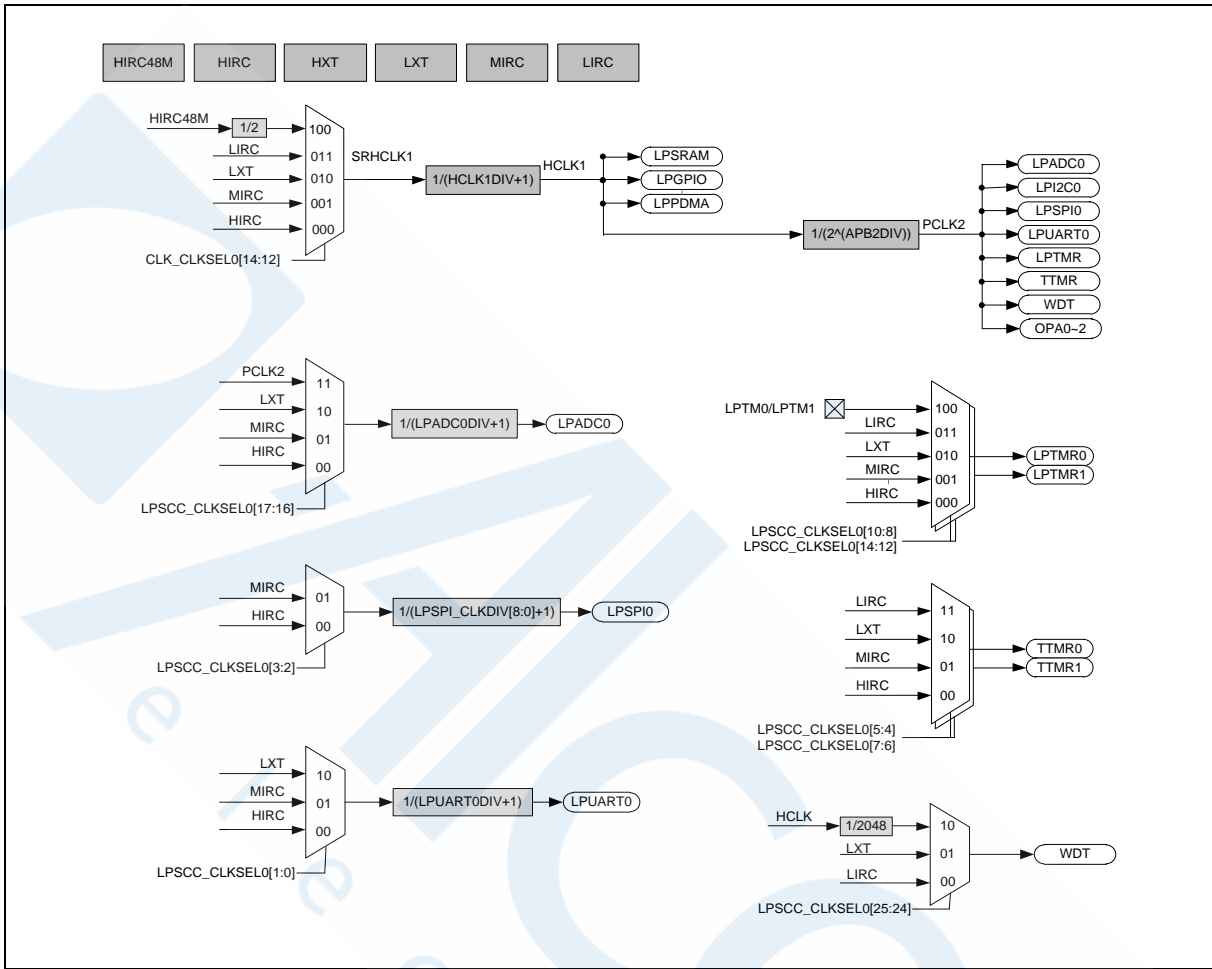 HIRC48M HIRC HXT LXT MIRC LIRC
HIRC48M 1/2 100
LIRC 011
LXT 010
MIRC 001
HIRC 000
CLK_CLKSEL0[14:12]
SRHCLK1
1/(HCLK1DIV+1)
HCLK1
LPSRAM
LPGPIO
LPPDMA
1/(2^(APB2DIV))
PCLK2
LPADC0
LPI2C0
LPSPI0
LPUART0
LPTMR
TTMR
WDT
OPA0~2
PCLK2 11
LXT 10
MIRC 01
HIRC 00
LPSCC_CLKSEL0[17:16]
1/(LPADC0DIV+1)
LPADC0
LPTM0/LPTM1 100
LIRC 011
LXT 010
MIRC 001
HIRC 000
LPSCC_CLKSEL0[10:8]
LPSCC_CLKSEL0[14:12]
LPTMR0
LPTMR1
MIRC 01
HIRC 00
LPSCC_CLKSEL0[3:2]
1/(LPSPI_CLKDIV[8:0]+1)
LPSPI0
LIRC 11
LXT 10
MIRC 01
HIRC 00
LPSCC_CLKSEL0[5:4]
LPSCC_CLKSEL0[7:6]
TTMR0
TTMR1
LXT 10
MIRC 01
HIRC 00
LPSCC_CLKSEL0[1:0]
1/(LPUART0DIV+1)
LPUART0
HCLK 1/2048 10
LXT 01
LIRC 00
LPSCC_CLKSEL0[25:24]
WDT